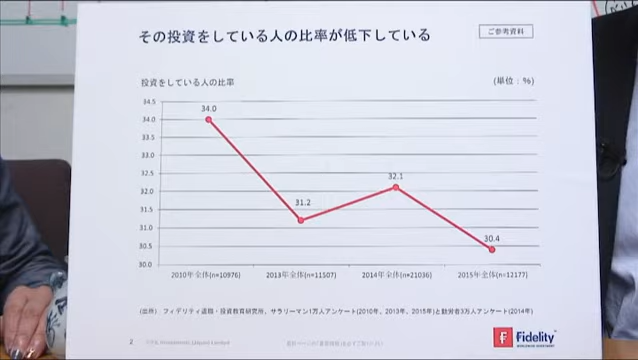 その投資をしている人の比率が低下している
ご参考資料
投資をしている人の比率
(単位:%)
34.5
34.0
33.5
33.0
32.5
32.0
31.5
31.0
30.5
30.0
34.0
31.2
32.1
30.4
2010年全体(n=10976)
2013年全体(n=11507)
2014年全体(n=21036)
2015年全体(n=12177)
(出所) フィデリティ退職・投資教育研究所、サラリーマン1万人アンケート(2010年、2013年、2015年)と勤労者3万人アンケート(2014年)
2
Fidelity
WORLDWIDE INVESTMENT